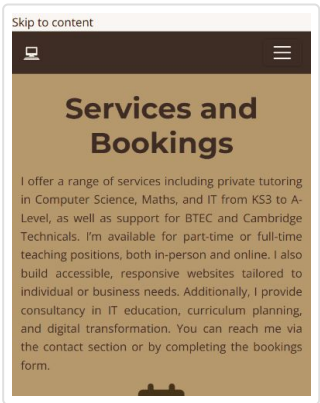 Skip to content
Services and
Bookings
I offer a range of services including private tutoring
in Computer Science, Maths, and IT from KS3 to A-
Level, as well as support for BTEC and Cambridge
Technicals. I'm available for part-time or full-time
teaching positions, both in-person and online. I also
build accessible, responsive websites tailored to
individual or business needs. Additionally, I provide
consultancy in IT education, curriculum planning,
and digital transformation. You can reach me via
the contact section or by completing the bookings
form.